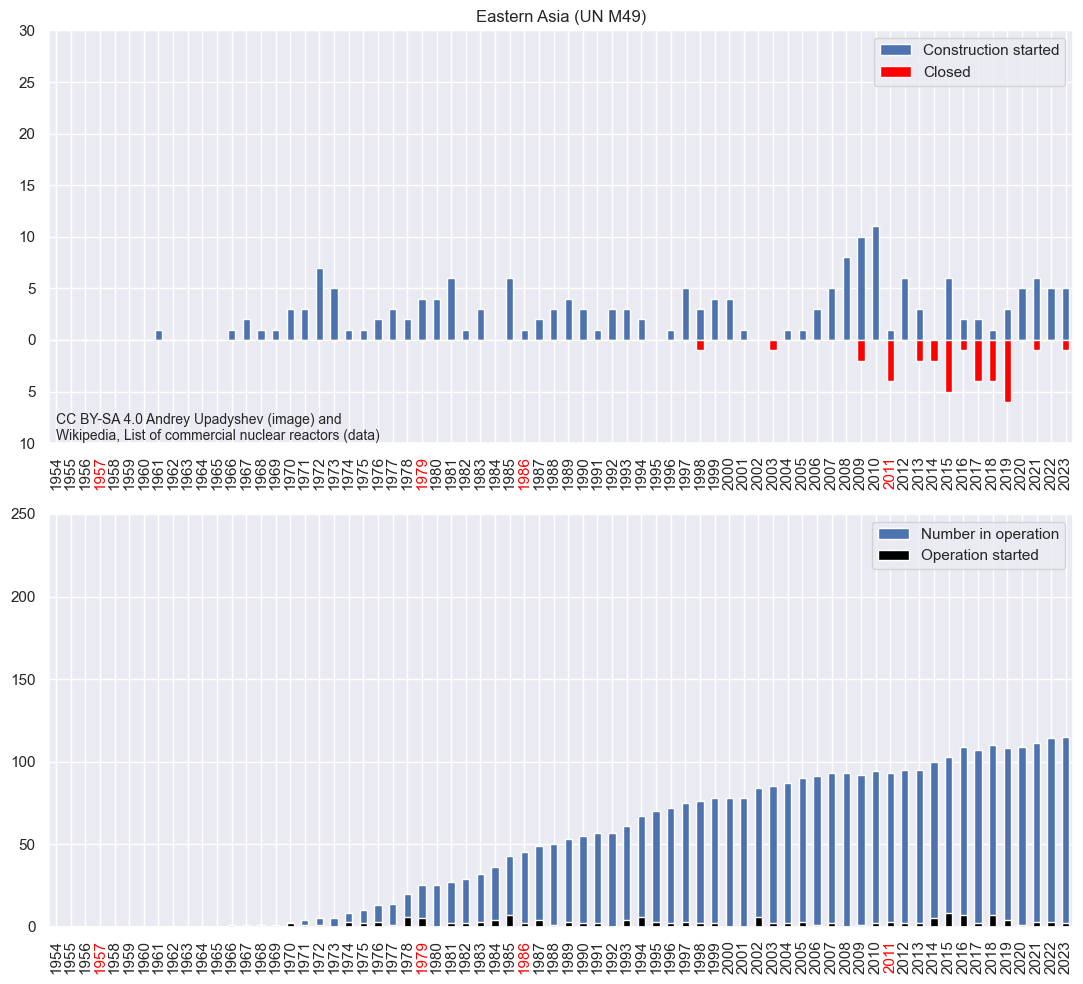 Eastern Asia (UN M49)
30
25
20
15
10
5
0
5
10
Construction started
Closed
CC BY-SA 4.0 Andrey Upadyshev (image) and
Wikipedia, List of commercial nuclear reactors (data)
1954 1955 1956 1957 1958 1959 1960 1961 1962 1963 1964 1965 1966 1967 1968 1969 1970 1971 1972 1973 1974 1975 1976 1977 1978 1979 1980 1981 1982 1983 1984 1985 1986 1987 1988 1989 1990 1991 1992 1993 1994 1995 1996 1997 1998 1999 2000 2001 2002 2003 2004 2005 2006 2007 2008 2009 2010 2011 2012 2013 2014 2015 2016 2017 2018 2019 2020 2021 2022 2023
250
200
150
100
50
0
Number in operation
Operation started
1954 1955 1956 1957 1958 1959 1960 1961 1962 1963 1964 1965 1966 1967 1968 1969 1970 1971 1972 1973 1974 1975 1976 1977 1978 1979 1980 1981 1982 1983 1984 1985 1986 1987 1988 1989 1990 1991 1992 1993 1994 1995 1996 1997 1998 1999 2000 2001 2002 2003 2004 2005 2006 2007 2008 2009 2010 2011 2012 2013 2014 2015 2016 2017 2018 2019 2020 2021 2022 2023